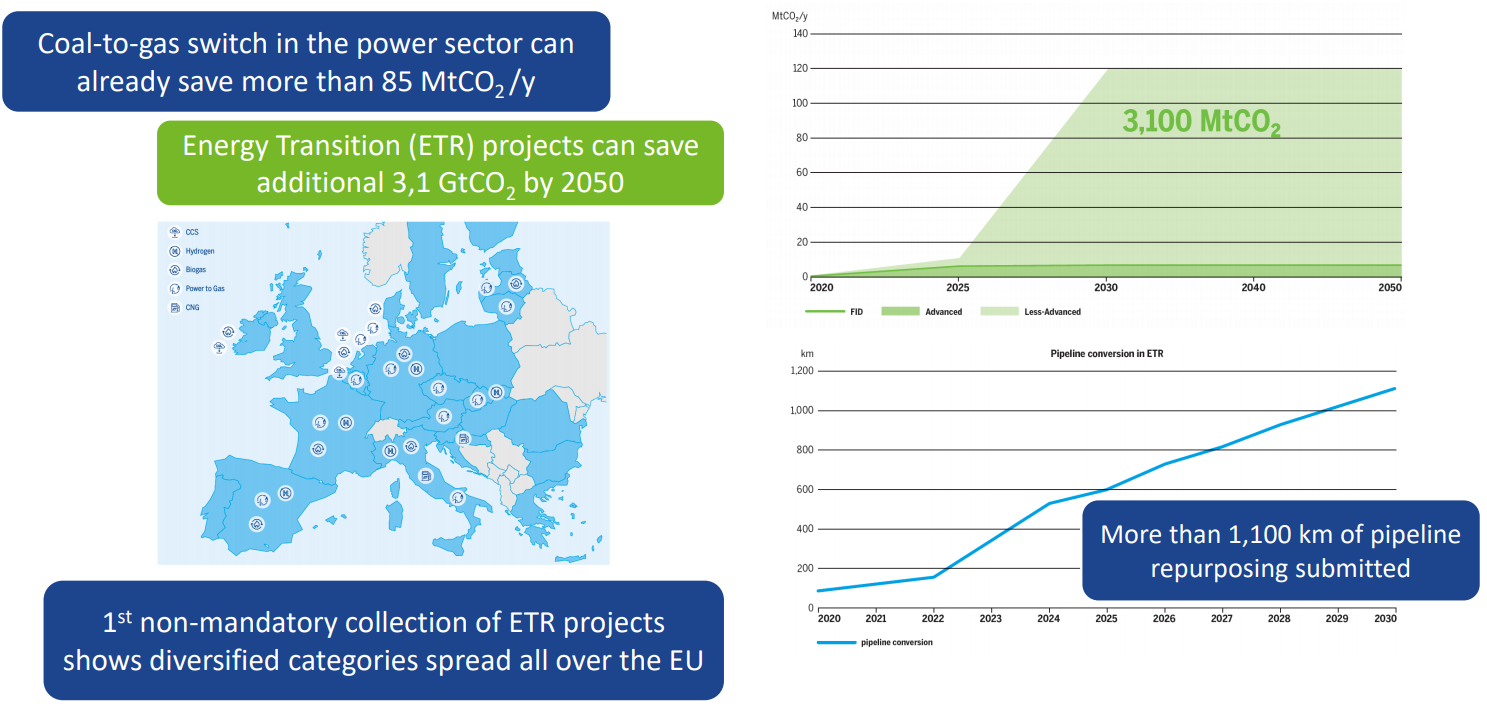 Coal-to-gas switch in the power sector can
already save more than 85 MtCO₂ /y
Energy Transition (ETR) projects can save
additional 3,1 GtCO₂ by 2050
CCS
Hydrogen
Biogas
Power to Gas
CNG
1st non-mandatory collection of ETR projects
shows diversified categories spread all over the EU
MtCO₂/y
140
120
100
80
60
40
20
0
3,100 MtCO₂
2020 2025 2030 2040 2050
FID Advanced Less-Advanced
km
Pipeline conversion in ETR
1,200
1,000
800
600
400
200
0
More than 1,100 km of pipeline
repurposing submitted
2020 2021 2022 2023 2024 2025 2026 2027 2028 2029 2030
pipeline conversion